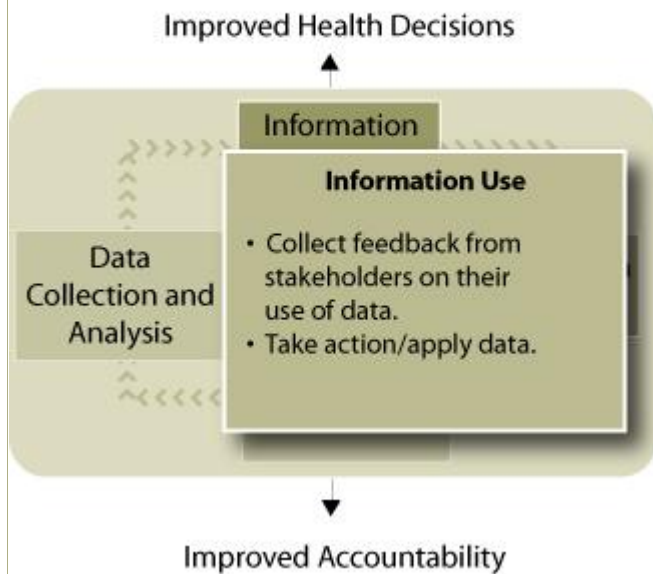 Improved Health Decisions
Information
Information Use
• Collect feedback from
stakeholders on their
use of data.
• Take action/apply data.
Data
Collection and
Analysis
Improved Accountability